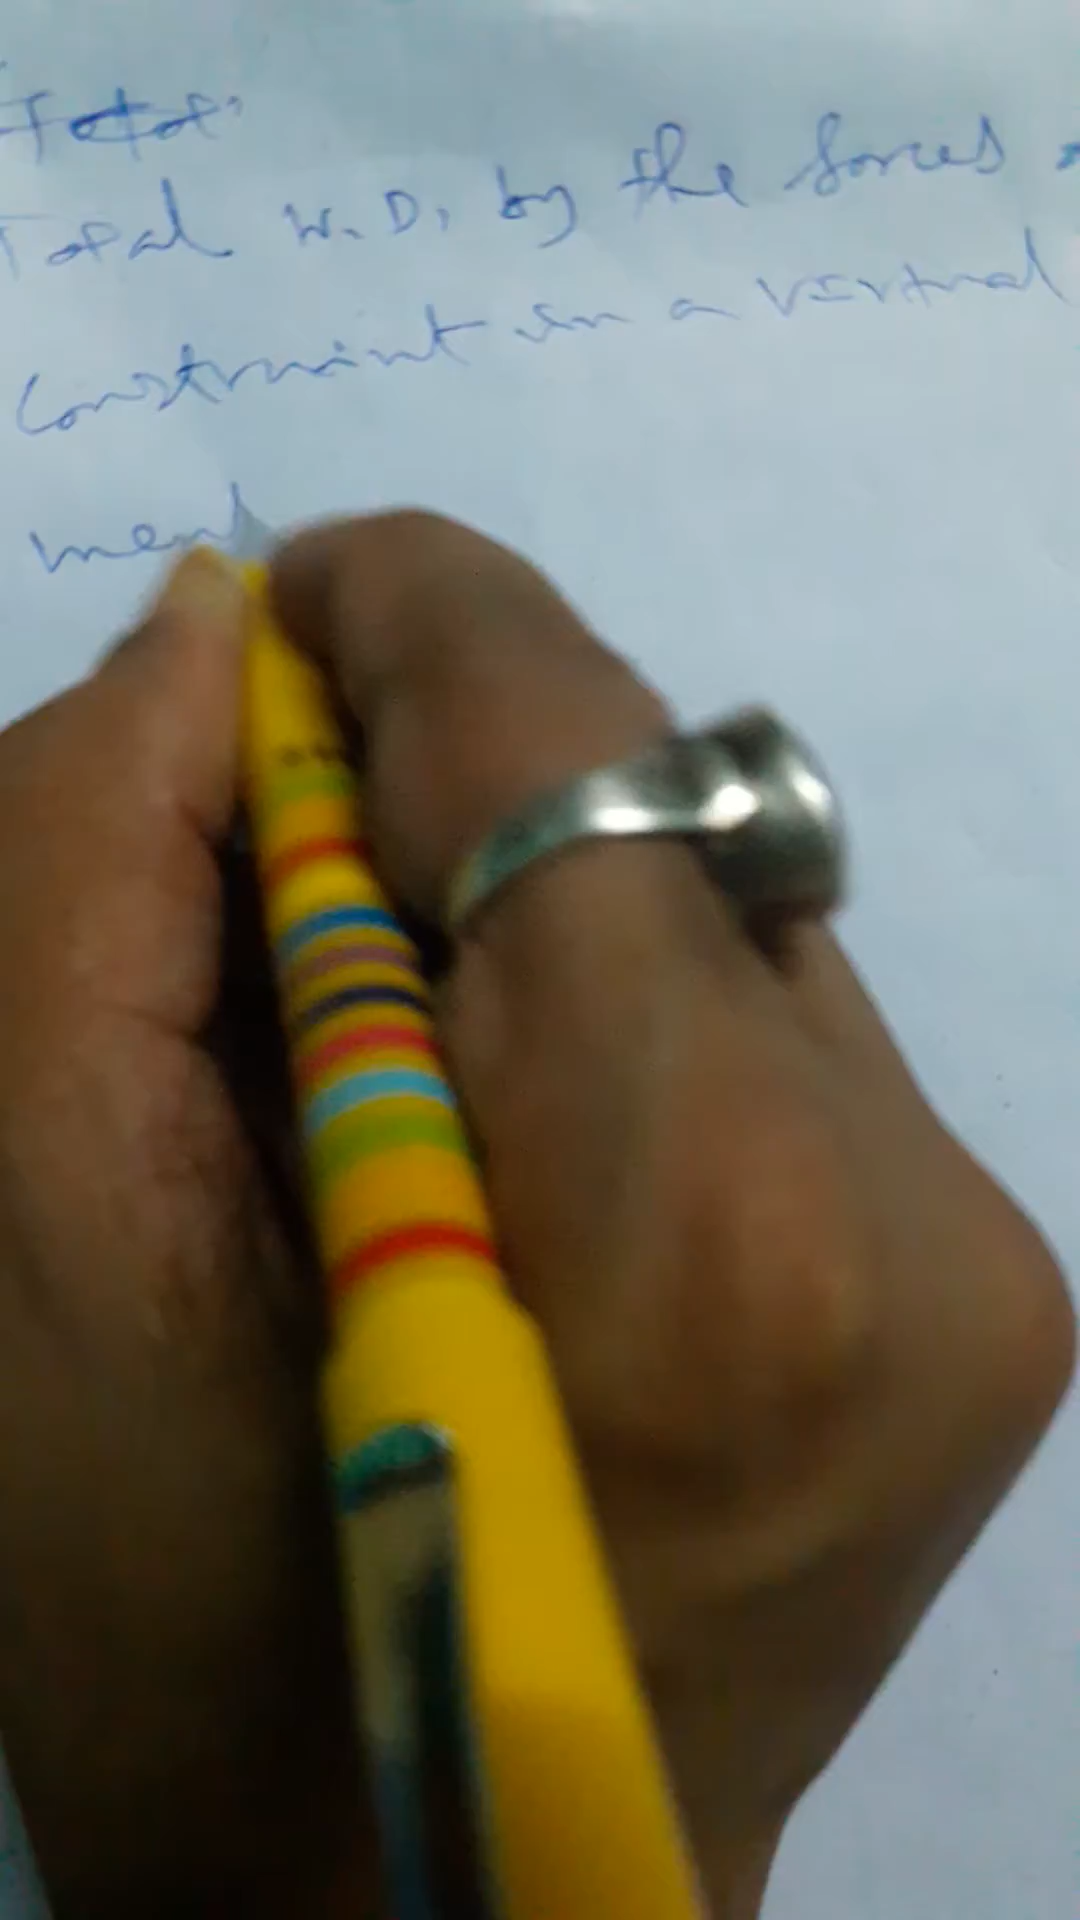 Total W.D. by the forces
Constraint in a virtual
ment